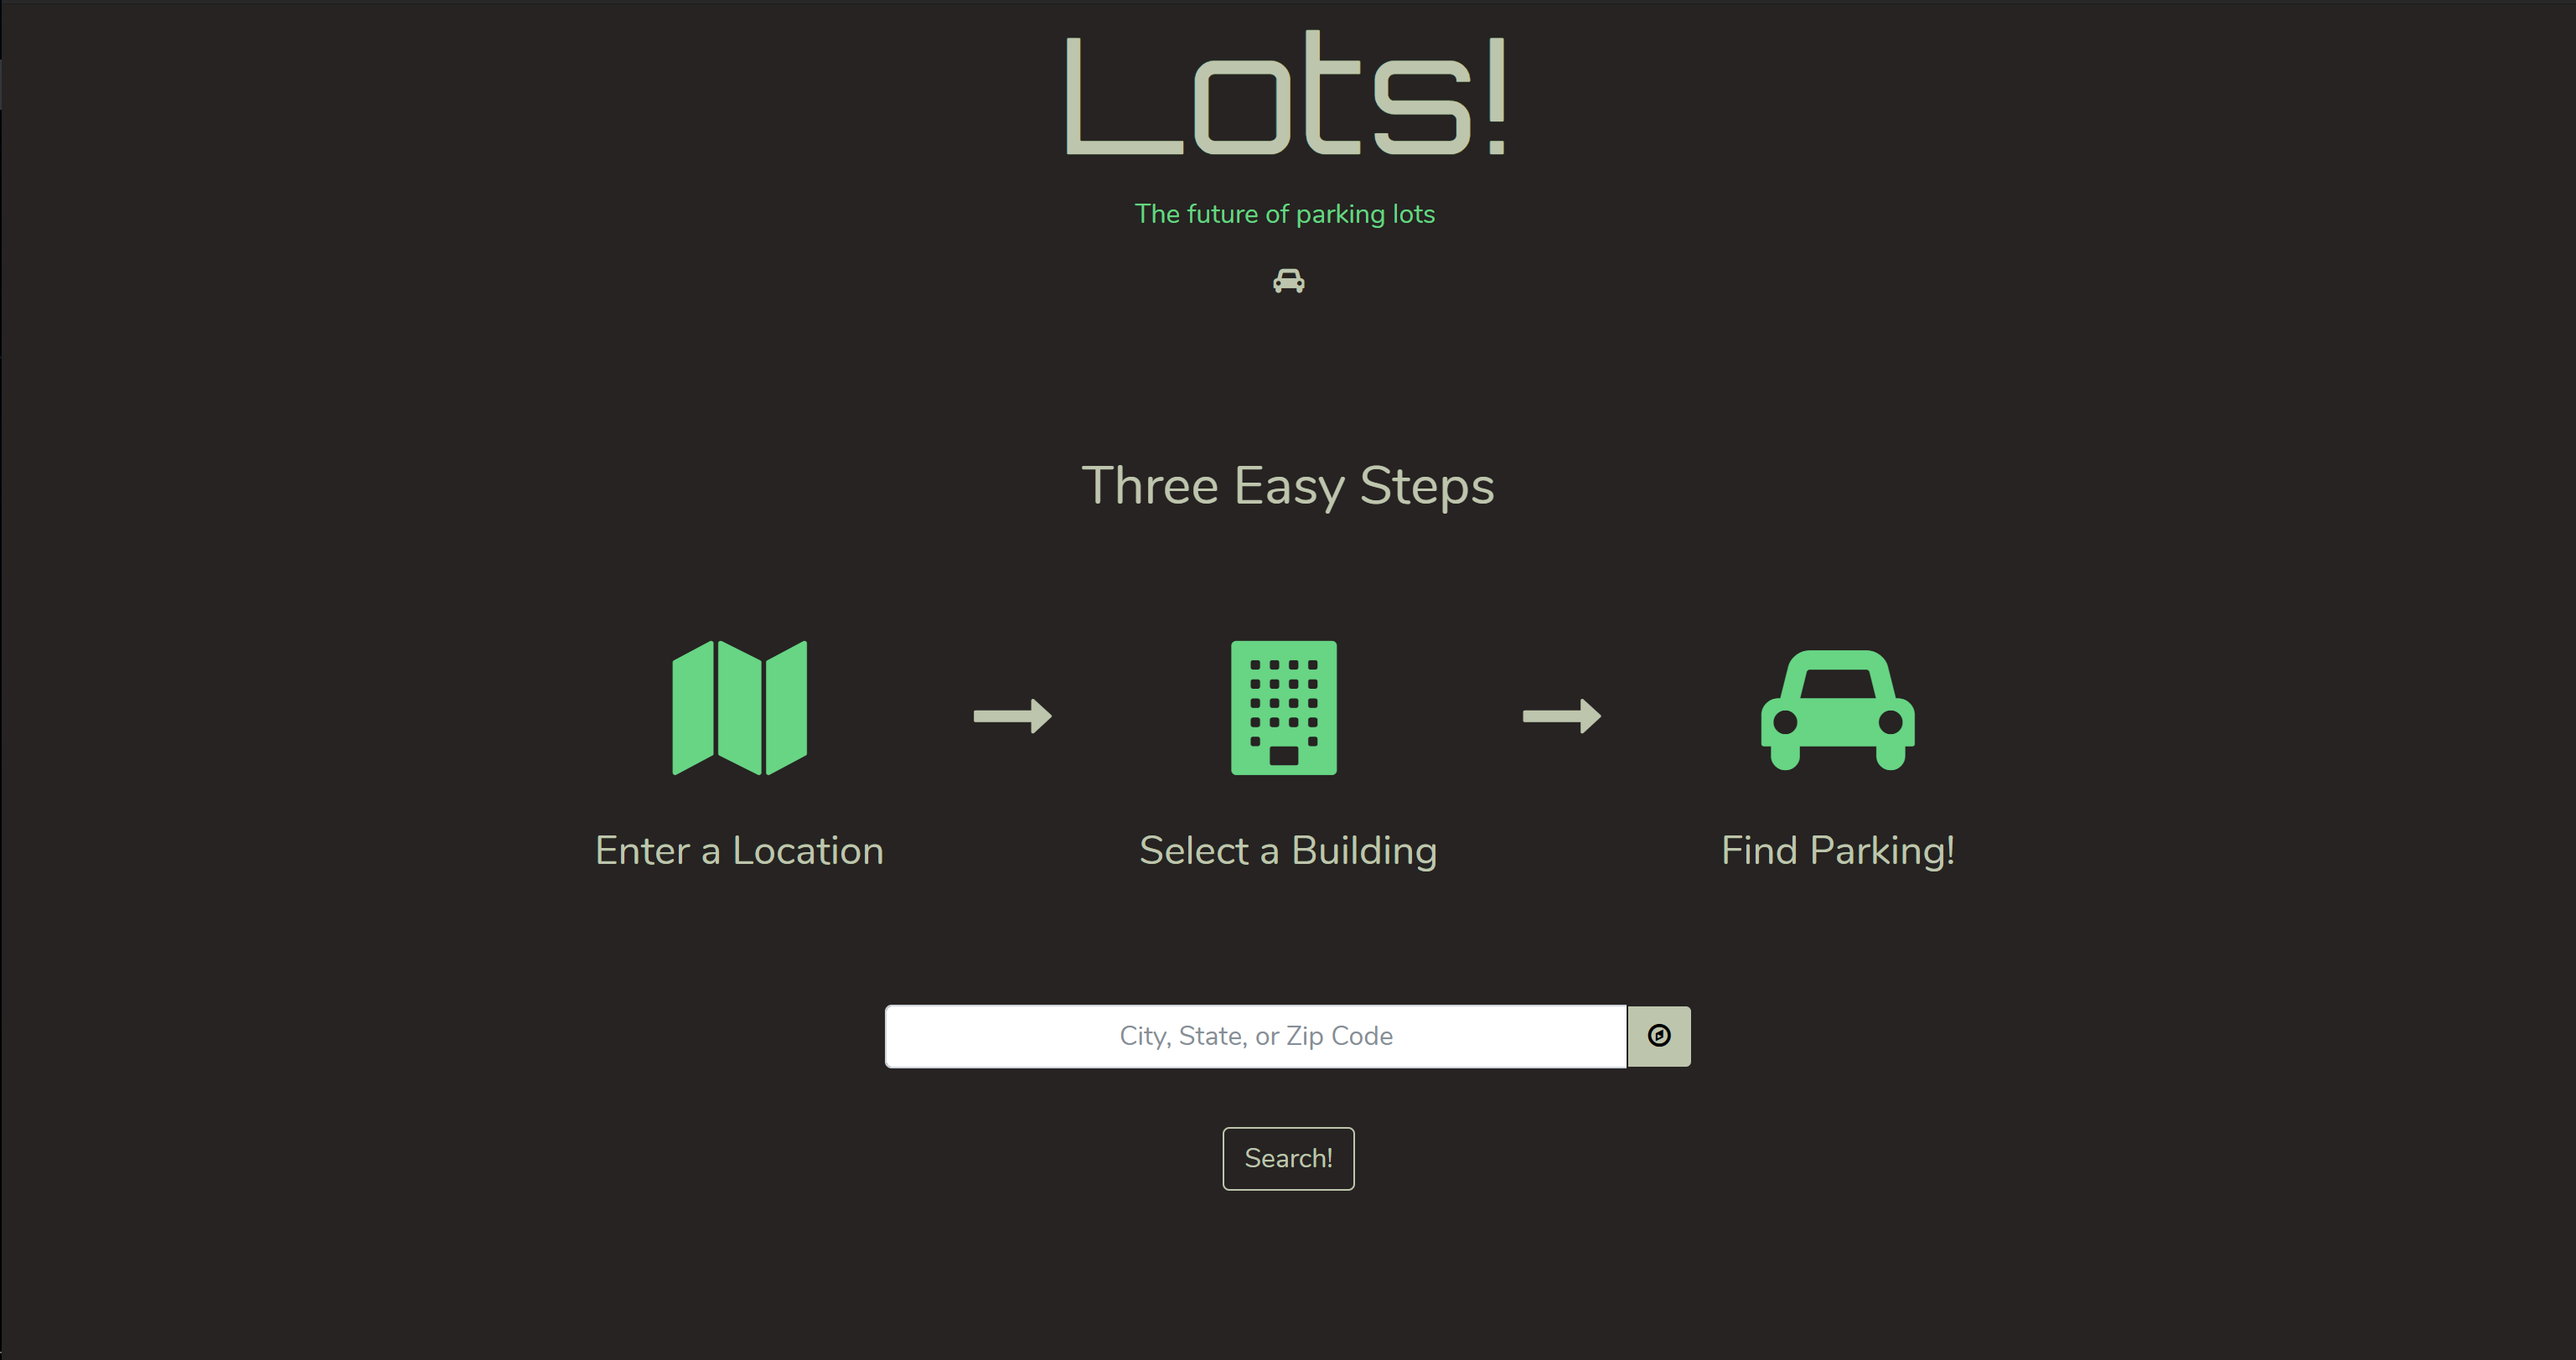 Lots!
The future of parking lots
Three Easy Steps
Enter a Location
Select a Building
Find Parking!
City, State, or Zip Code
Search!